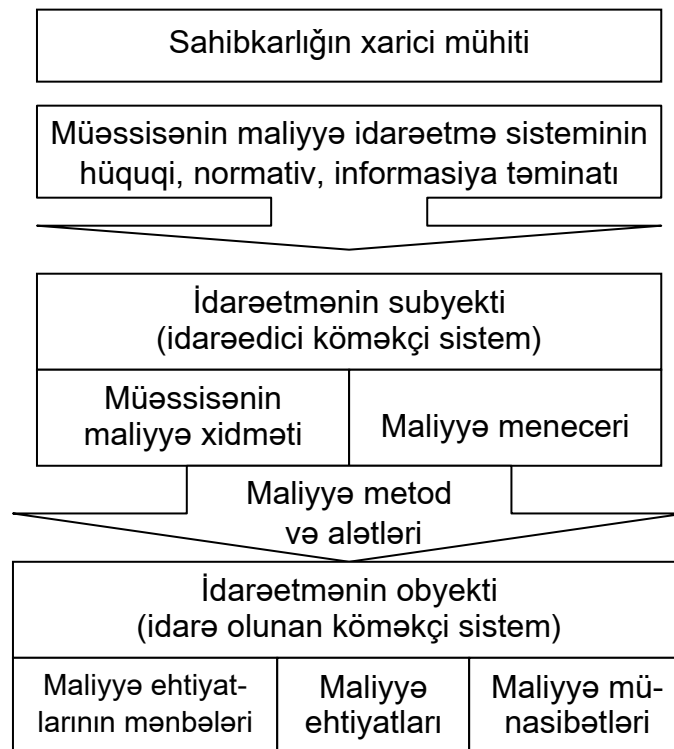 Sahibkarlığın xarici mühiti
Müəssisənin maliyyə idarəetmə sisteminin
hüquqi, normativ, informasiya təminatı
İdarəetmənin subyekti
(idarəedici köməkçi sistem)
Müəssisənin
maliyyə xidməti
Maliyyə meneceri
Maliyyə metod
və alətləri
İdarəetmənin obyekti
(idarə olunan köməkçi sistem)
Maliyyə ehtiyat-
larının mənbələri
Maliyyə
ehtiyatları
Maliyyə mü-
nasibətləri